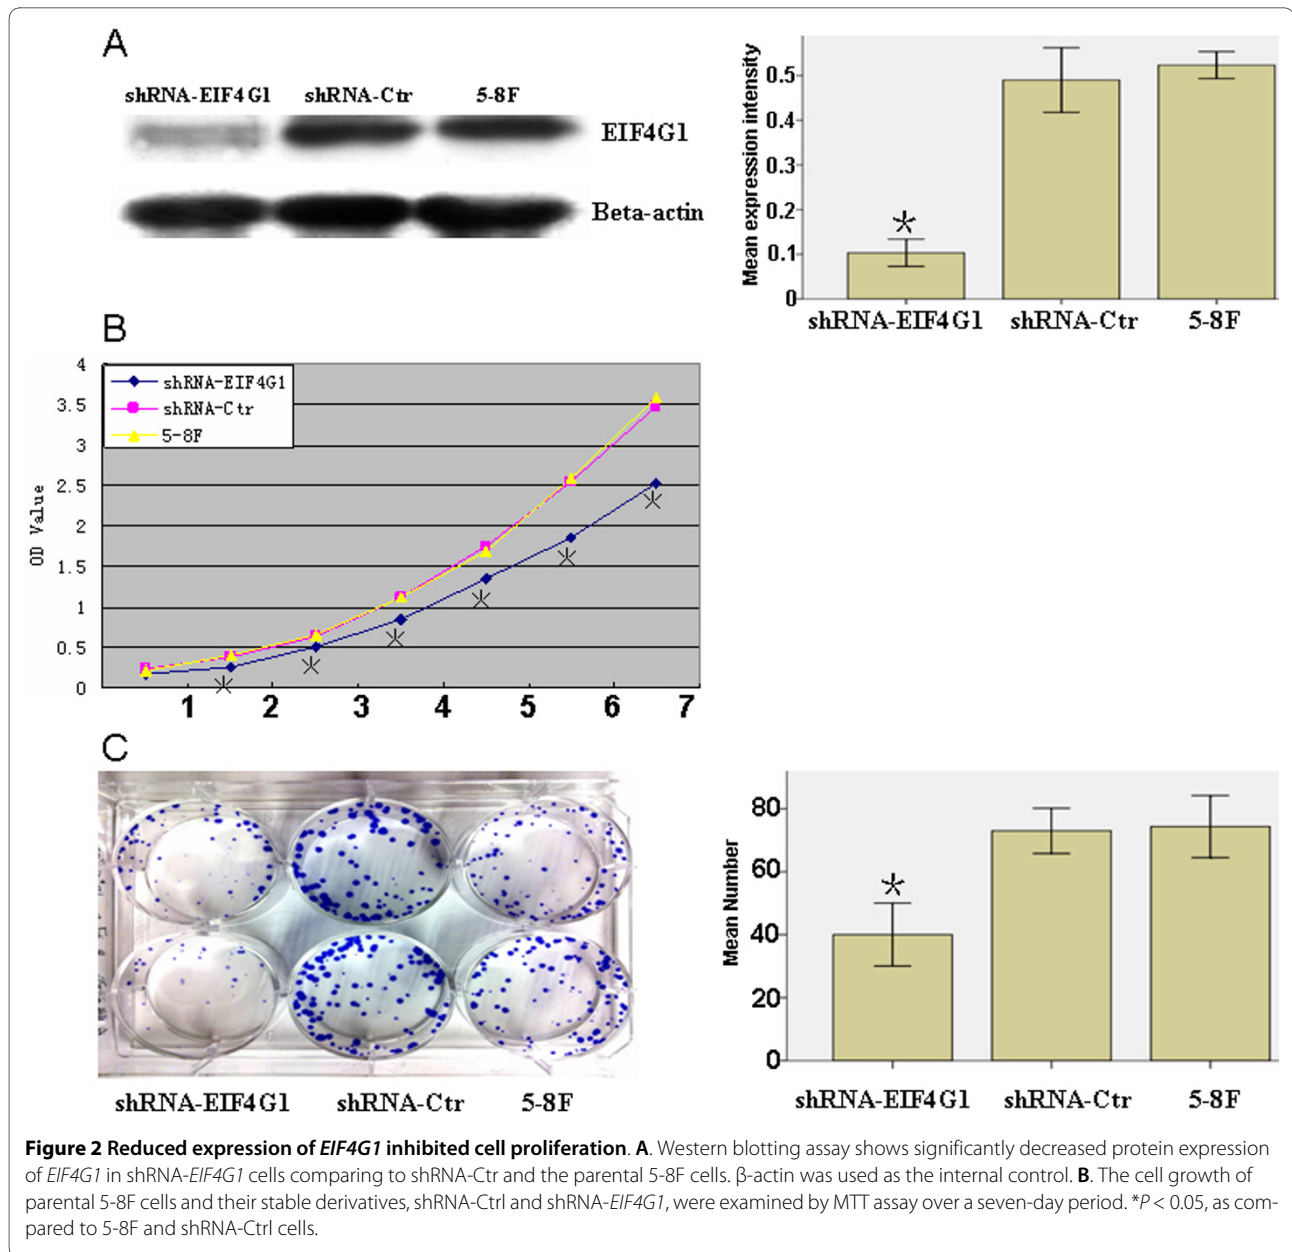 A
shRNA-EIF4G1 shRNA-Ctr 5-8F
EIF4G1
Beta-actin
Mean expression intensity
0.5
0.4
0.3
0.2
0.1
0
*
shRNA-EIF4G1 shRNA-Ctr 5-8F
B
OD Value
4
3.5
3
2.5
2
1.5
1
0.5
0
shRNA-EIF4G1
shRNA-Ctr
5-8F
1 2 3 4 5 6 7
C
shRNA-EIF4G1 shRNA-Ctr 5-8F
Mean Number
80
60
40
20
0
*
shRNA-EIF4G1 shRNA-Ctr 5-8F
Figure 2 Reduced expression of EIF4G1 inhibited cell proliferation. A. Western blotting assay shows significantly decreased protein expression
of EIF4G1 in shRNA-EIF4G1 cells comparing to shRNA-Ctr and the parental 5-8F cells. β-actin was used as the internal control. B. The cell growth of
parental 5-8F cells and their stable derivatives, shRNA-Ctrl and shRNA-EIF4G1, were examined by MTT assay over a seven-day period. *P < 0.05, as com-
pared to 5-8F and shRNA-Ctrl cells.